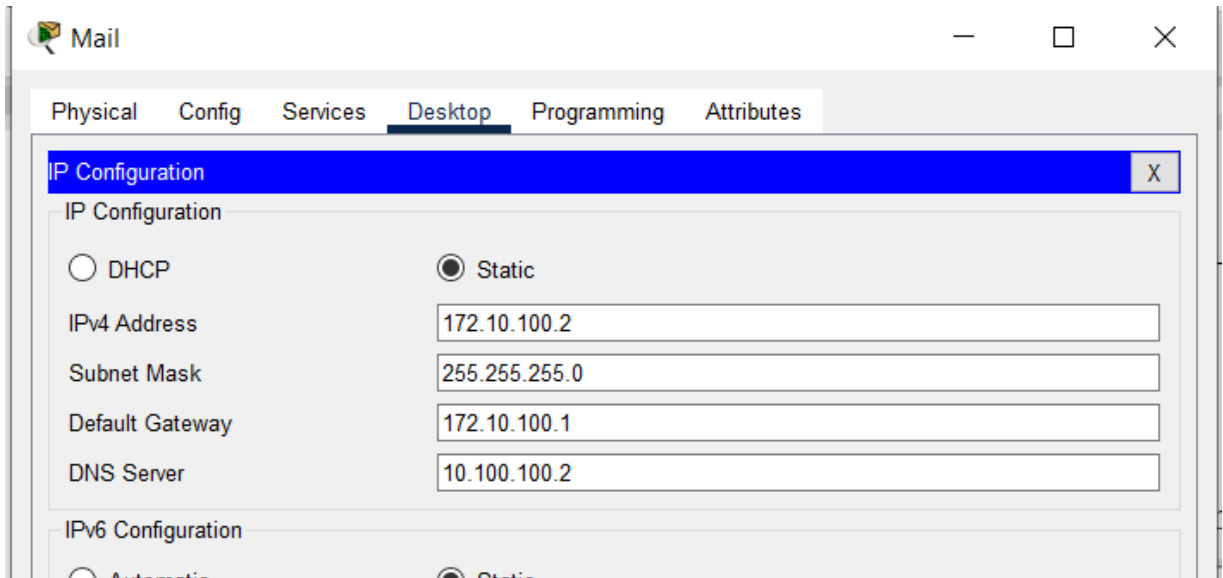 Mail
Physical Config Services Desktop Programming Attributes
IP Configuration X
IP Configuration
DHCP Static
IPv4 Address 172.10.100.2
Subnet Mask 255.255.255.0
Default Gateway 172.10.100.1
DNS Server 10.100.100.2
IPv6 Configuration
Automatic Static